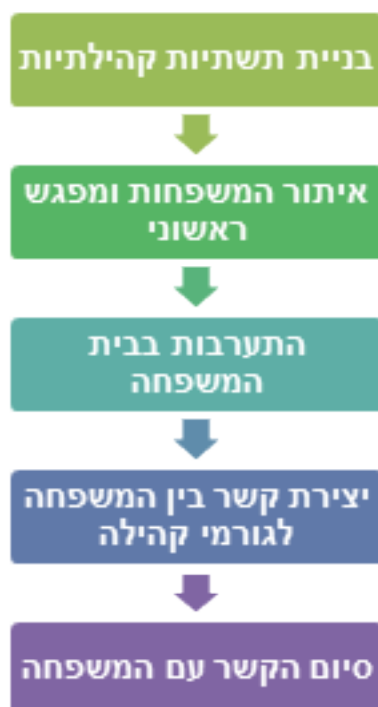 בניית תשתיות קהילתיות
איתור המשפחות ומפגש
ראשוני
התערבות בבית
המשפחה
יצירת קשר בין המשפחה
לגורמי קהילה
סיום הקשר עם המשפחה